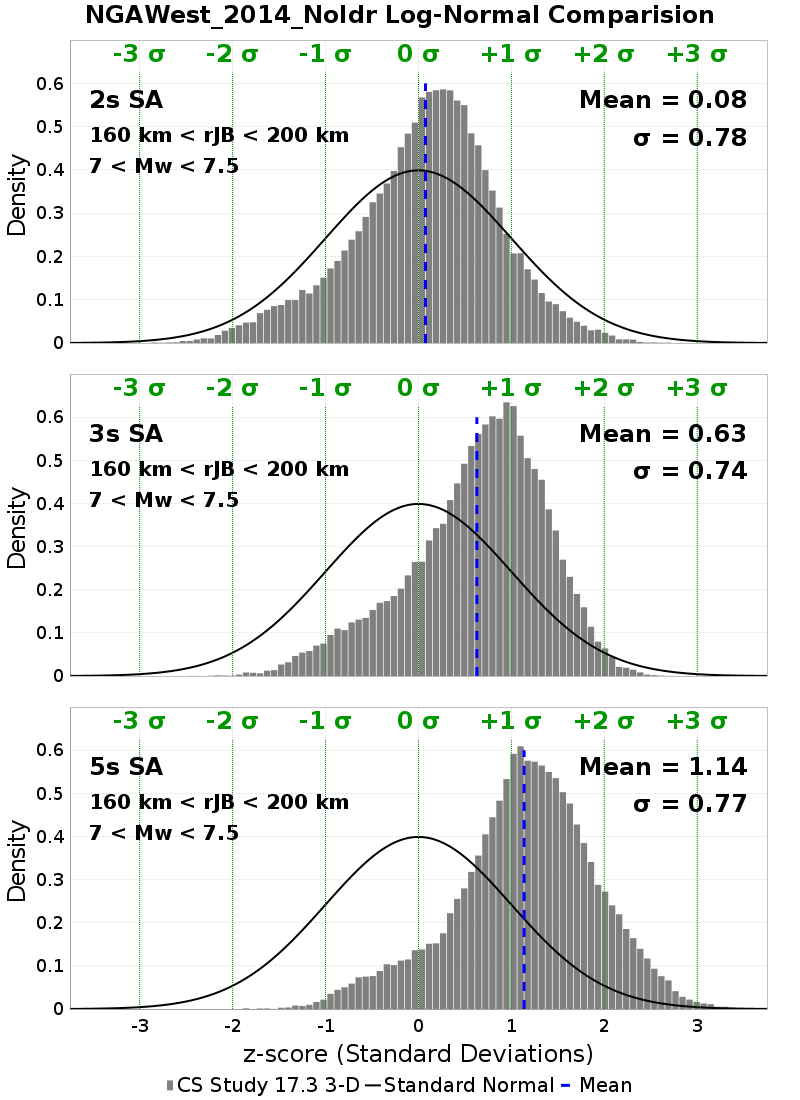 NGAWest_2014_NoIdr Log-Normal Comparision
-3 σ -2 σ -1 σ 0 σ +1 σ +2 σ +3 σ
0.6
2s SA Mean = 0.08
0.5
160 km < rJB < 200 km σ = 0.78
7 < Mw < 7.5
0.4
0.3
0.2
0.1
0
Density
-3 σ -2 σ -1 σ 0 σ +1 σ +2 σ +3 σ
0.6
3s SA Mean = 0.63
0.5
160 km < rJB < 200 km σ = 0.74
7 < Mw < 7.5
0.4
0.3
0.2
0.1
0
Density
-3 σ -2 σ -1 σ 0 σ +1 σ +2 σ +3 σ
0.6
5s SA Mean = 1.14
0.5
160 km < rJB < 200 km σ = 0.77
7 < Mw < 7.5
0.4
0.3
0.2
0.1
0
Density
-3 -2 -1 0 1 2 3
z-score (Standard Deviations)
CS Study 17.3 3-D Standard Normal Mean